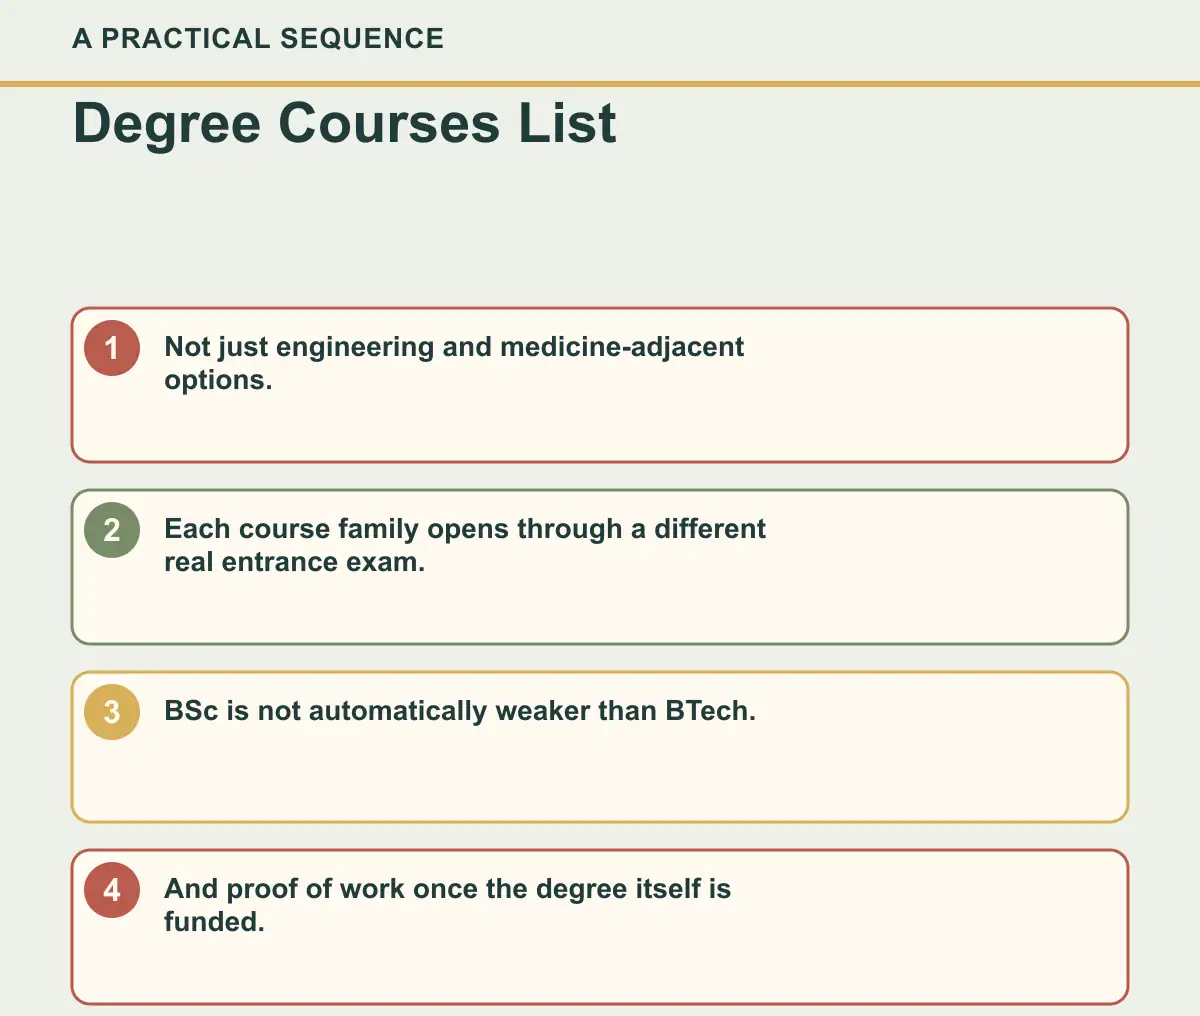 A PRACTICAL SEQUENCE
Degree Courses List
1
Not just engineering and medicine-adjacent
options.
2
Each course family opens through a different
real entrance exam.
3
BSc is not automatically weaker than BTech.
4
And proof of work once the degree itself is
funded.